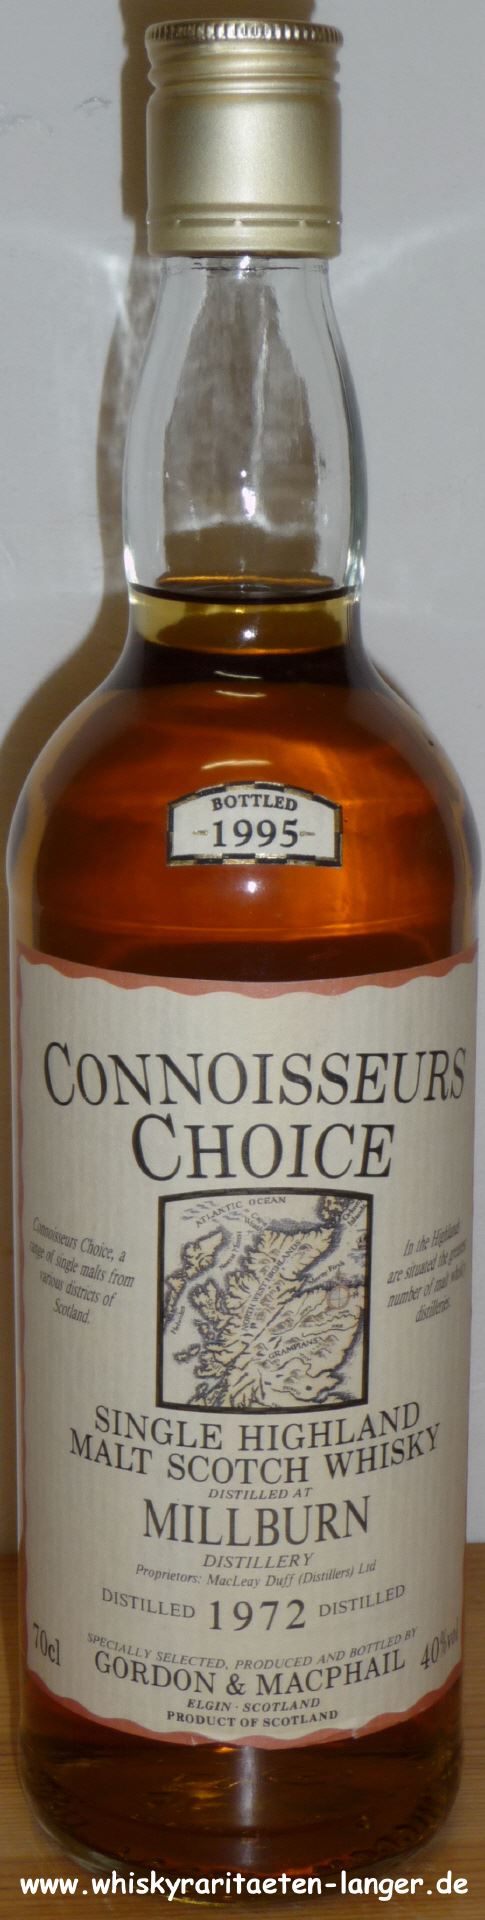 BOTTLED
1995
CONNOISSEURS
CHOICE
Connoisseurs Choice, a
range of single malts from
various districts of
Scotland.
ATLANTIC OCEAN
NORTH WEST HIGHLANDS
GRAMPIANS
In the Highlands
are situated the greatest
number of malt whisky
distilleries.
SINGLE HIGHLAND
MALT SCOTCH WHISKY
DISTILLED AT
MILLBURN
DISTILLERY
Proprietors: MacLeay Duff (Distillers) Ltd
DISTILLED 1972 DISTILLED
70cl
SPECIALLY SELECTED, PRODUCED AND BOTTLED BY
40%vol
GORDON & MACPHAIL
ELGIN · SCOTLAND
PRODUCT OF SCOTLAND
www.whiskyraritaeten-langer.de